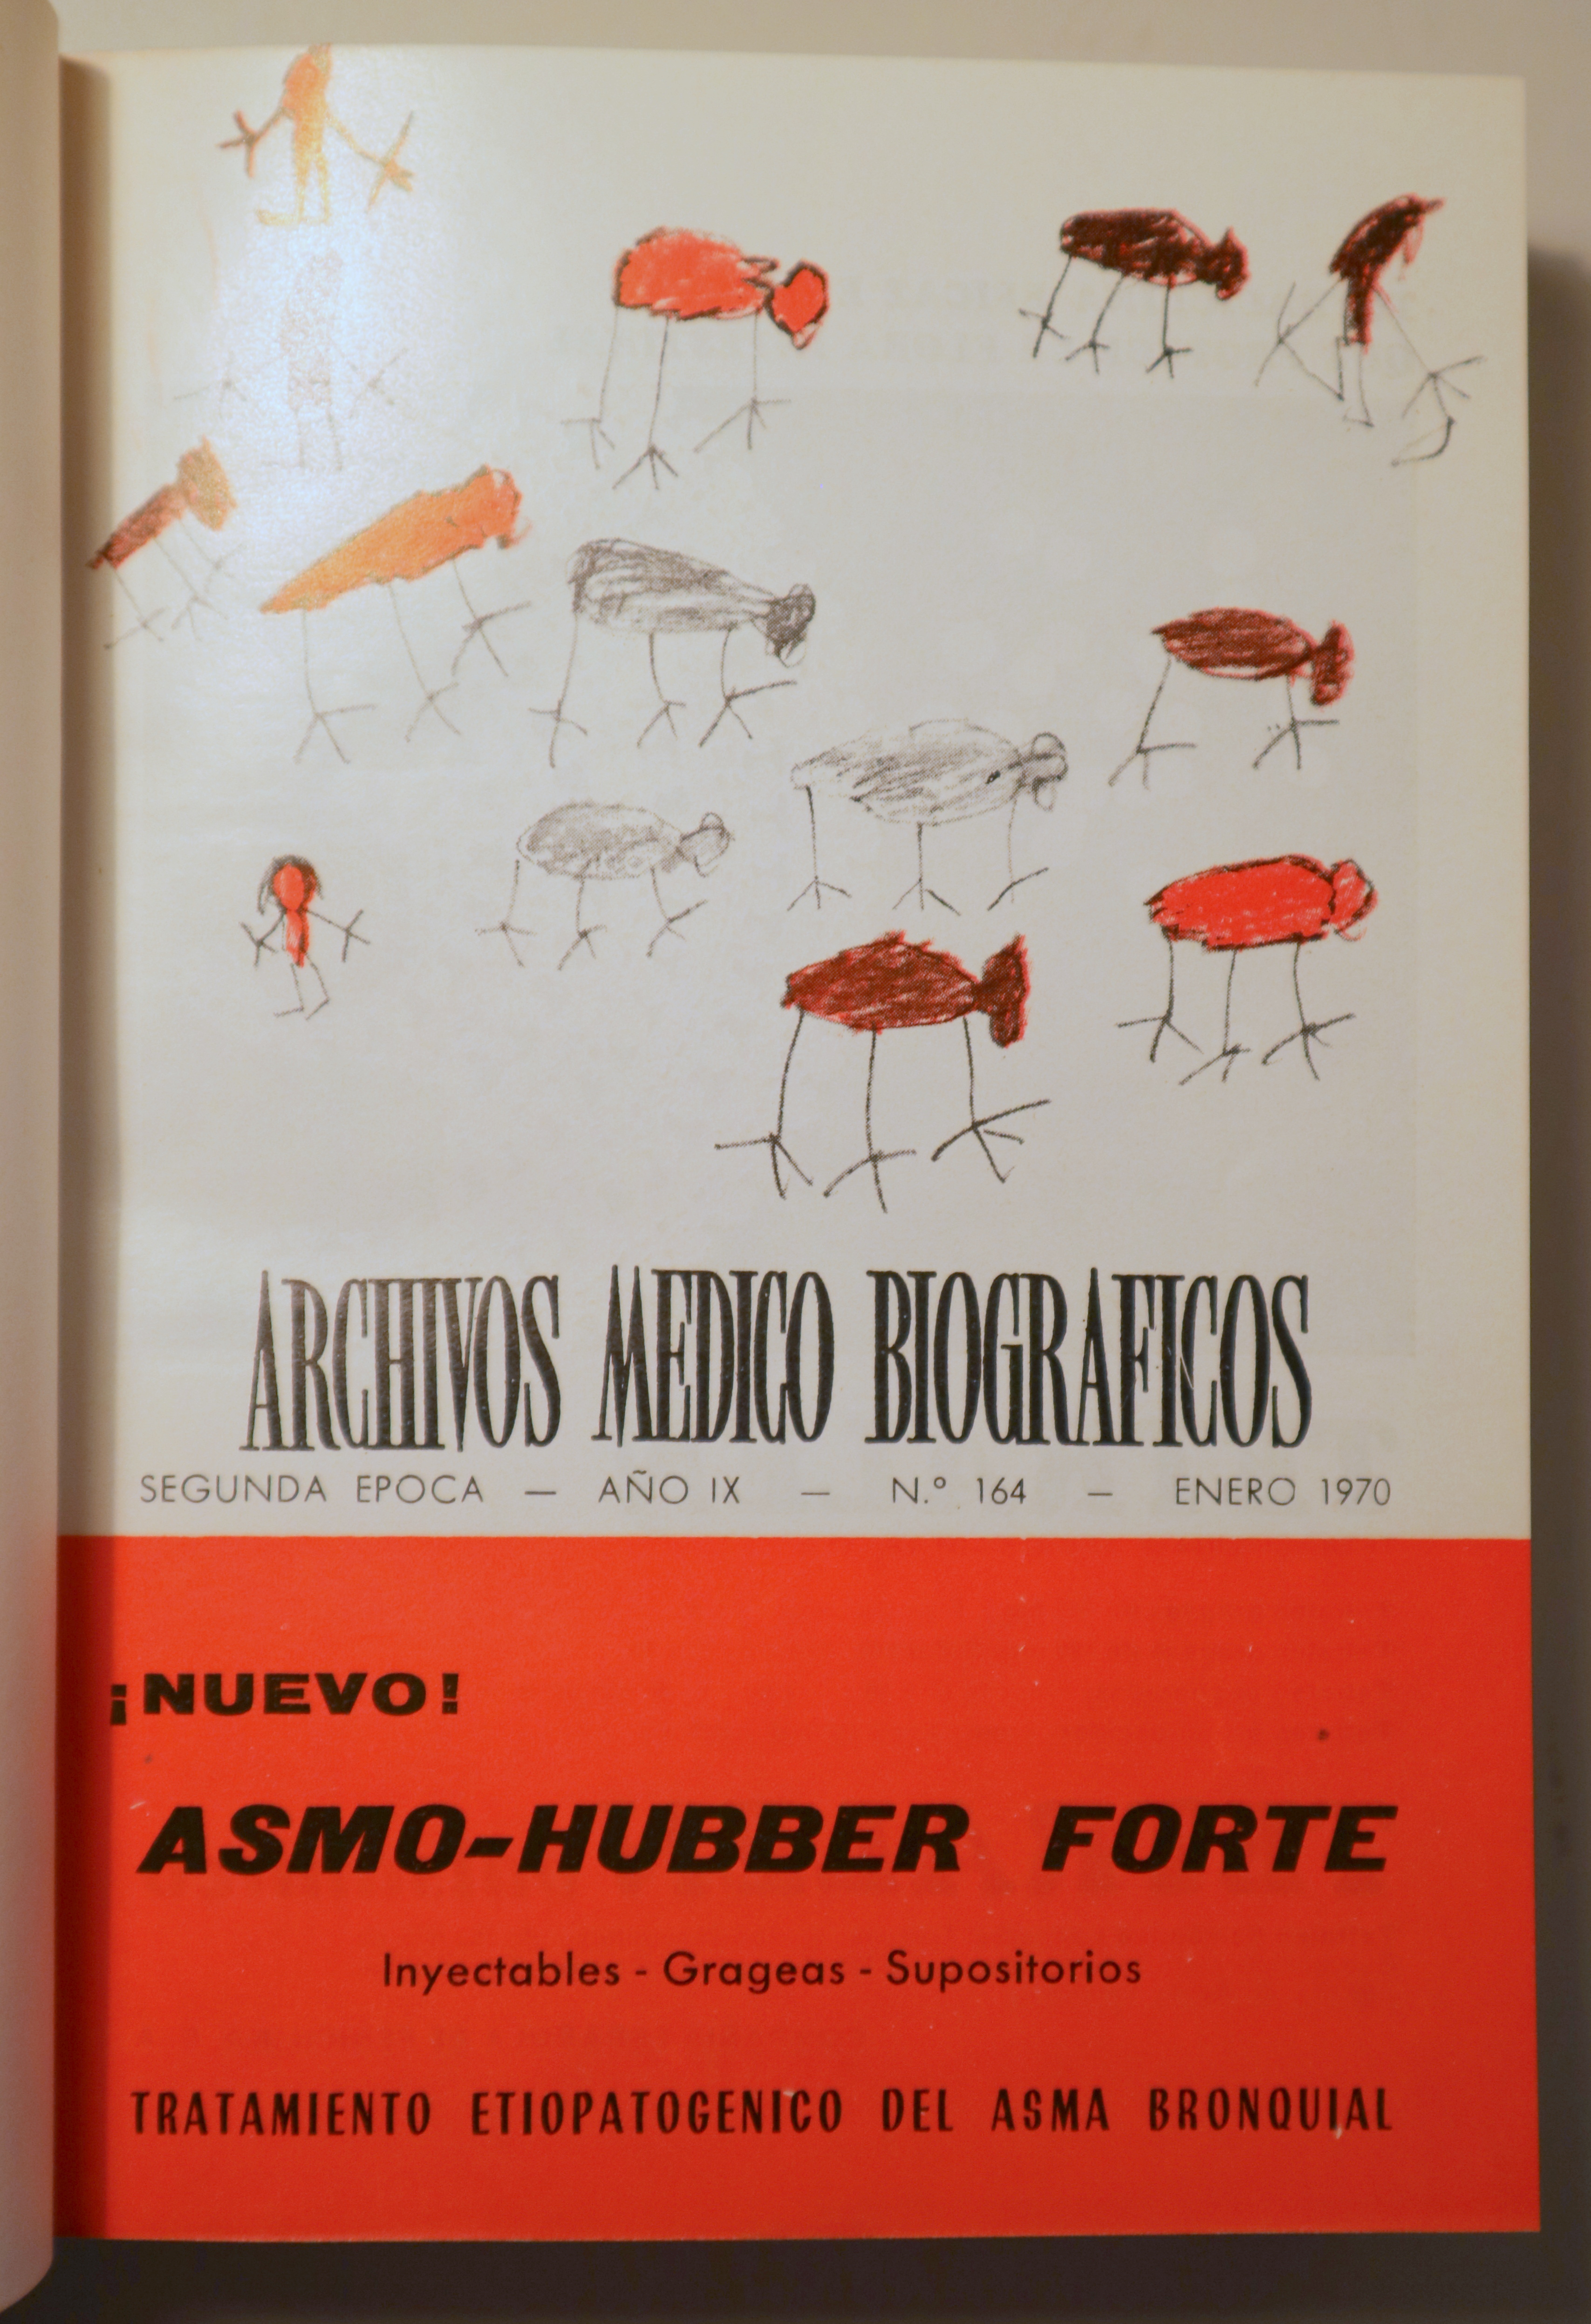 ARCHIVOS MEDICO BIOGRAFICOS
SEGUNDA EPOCA — AÑO IX — N.º 164 — ENERO 1970
¡NUEVO!
ASMO-HUBBER FORTE
Inyectables - Grageas - Supositorios
TRATAMIENTO ETIOPATOGENICO DEL ASMA BRONQUIAL